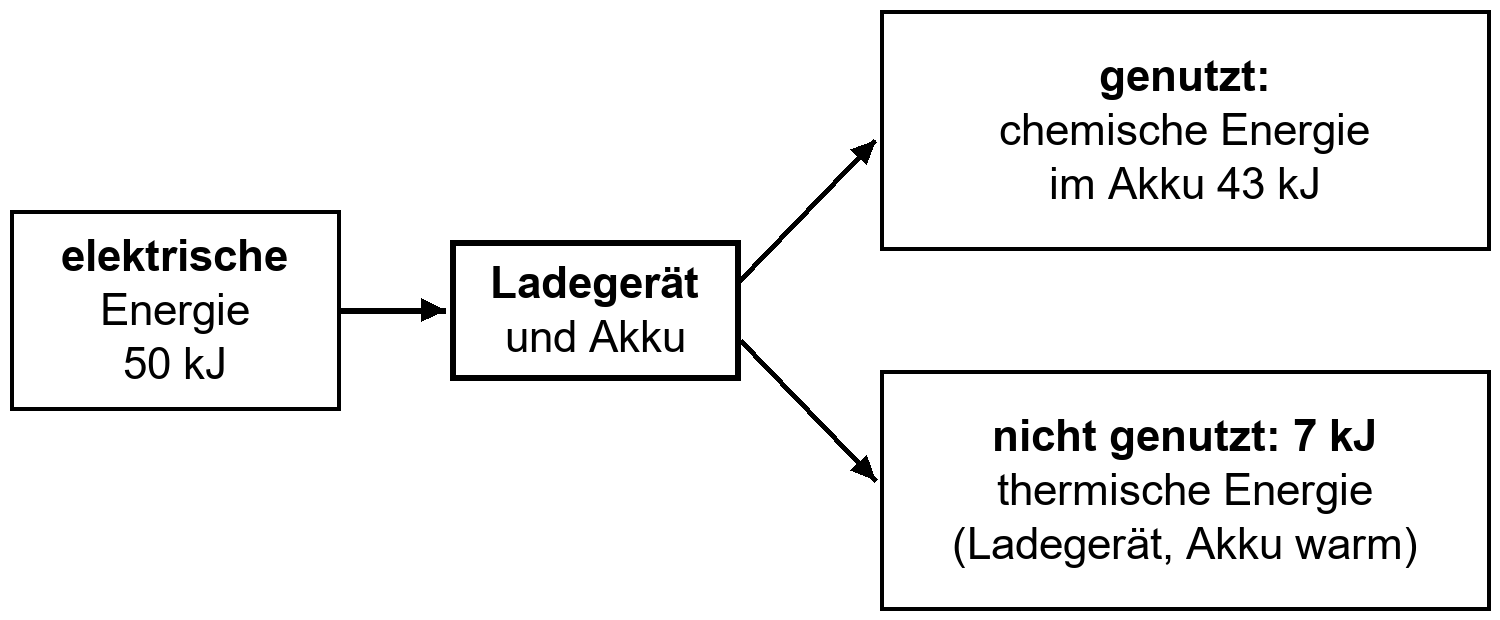 elektrische
Energie
50 kJ
Ladegerät
und Akku
genutzt:
chemische Energie
im Akku 43 kJ
nicht genutzt: 7 kJ
thermische Energie
(Ladegerät, Akku warm)